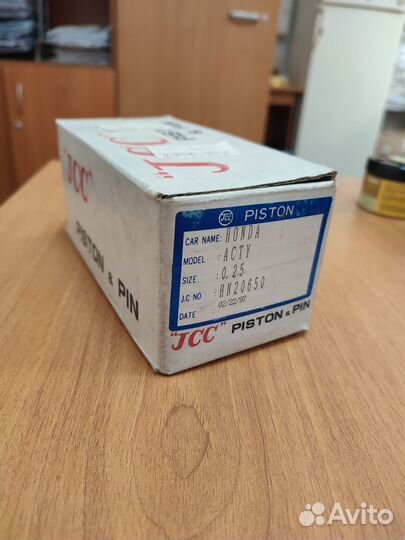 "JCC"
PISTON & PIN
JCC PISTON
CAR NAME: HONDA
MODEL : ACTY
SIZE : 0.25
J.C NO : HN20650
DATE 02/22/97
"JCC" PISTON & PIN
Avito